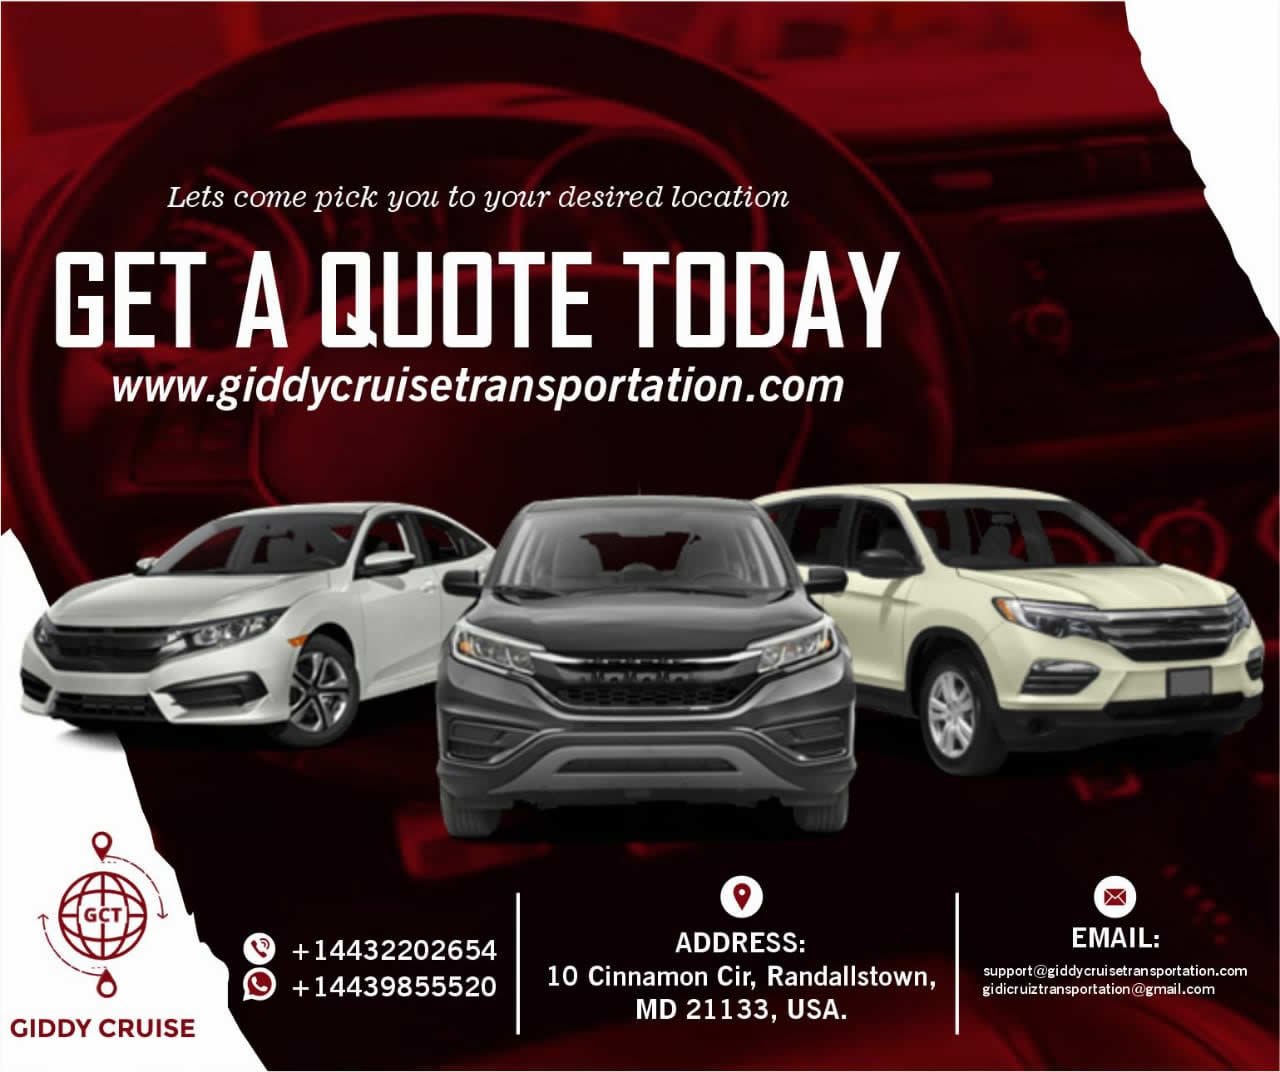 Lets come pick you to your desired location
GET A QUOTE TODAY
www.giddycruisetransportation.com
GCT
GIDDY CRUISE
+14432202654
+14439855520
ADDRESS:
10 Cinnamon Cir, Randallstown,
MD 21133, USA.
EMAIL:
support@giddycruisetransportation.com
gidicruiztransportation@gmail.com